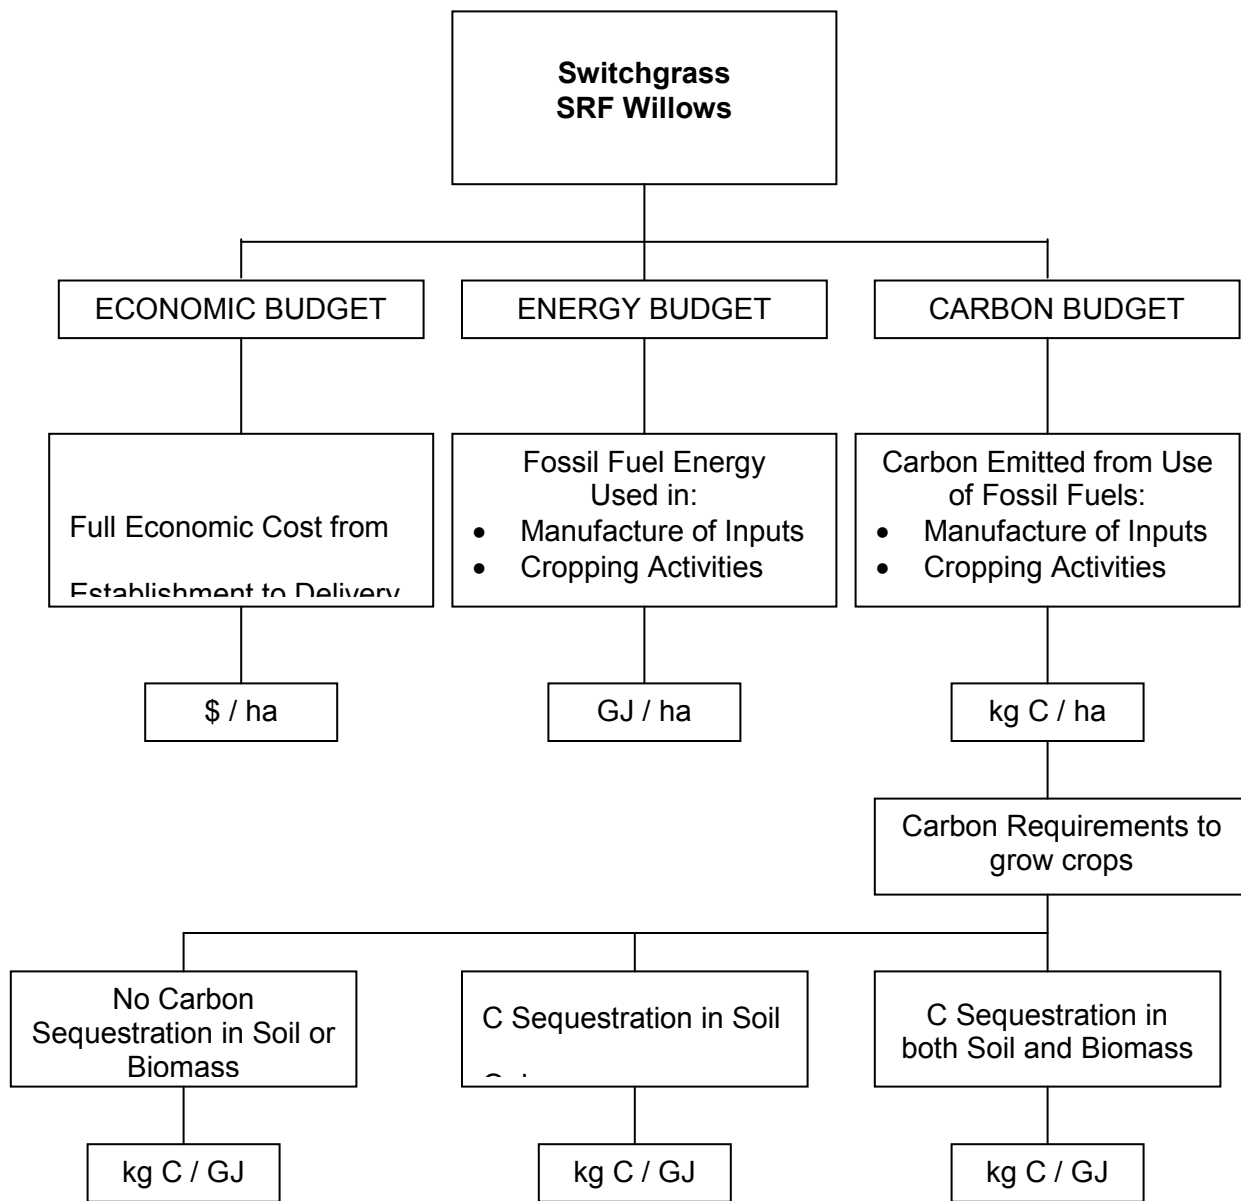 Switchgrass
SRF Willows
ECONOMIC BUDGET
ENERGY BUDGET
CARBON BUDGET
Full Economic Cost from
Establishment to Delivery
Fossil Fuel Energy
Used in:
• Manufacture of Inputs
• Cropping Activities
Carbon Emitted from Use
of Fossil Fuels:
• Manufacture of Inputs
• Cropping Activities
$ / ha
GJ / ha
kg C / ha
Carbon Requirements to
grow crops
No Carbon
Sequestration in Soil or
Biomass
C Sequestration in Soil
C Sequestration in
both Soil and Biomass
kg C / GJ
kg C / GJ
kg C / GJ